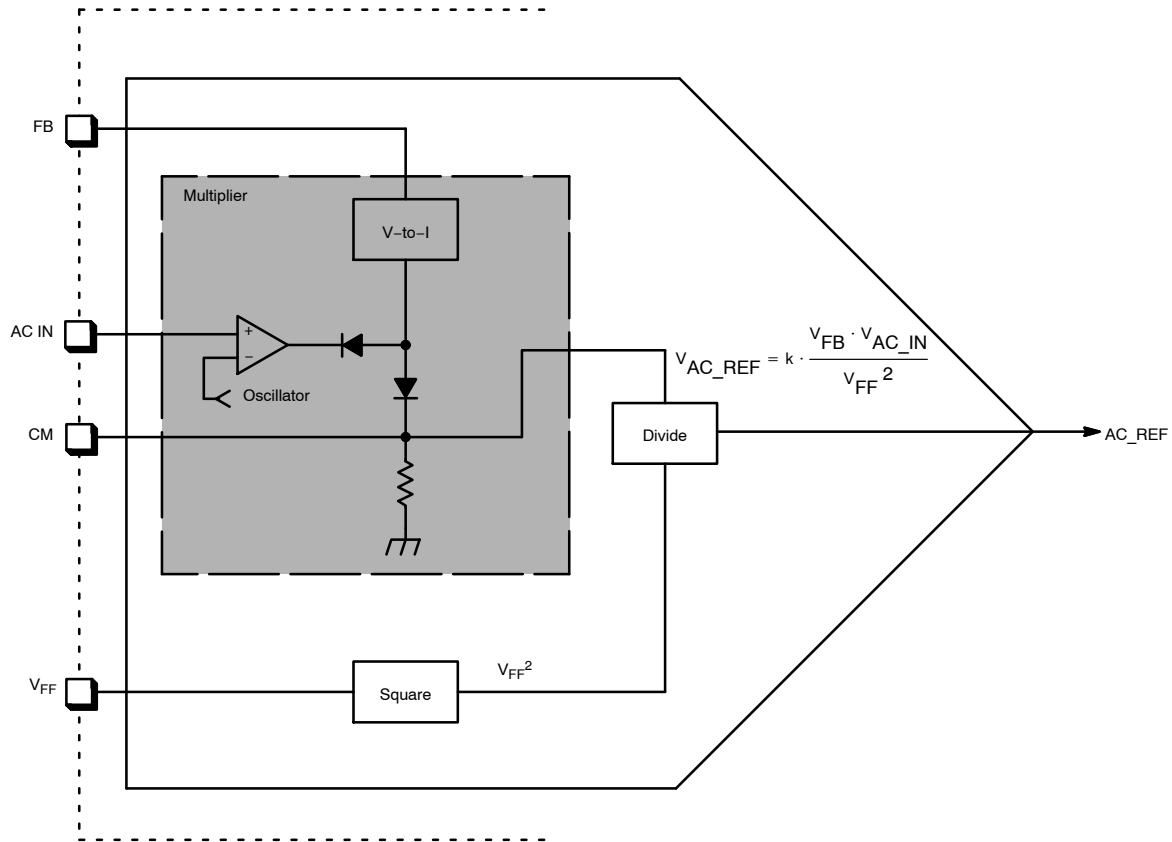 FB
Multiplier
V−to−I
AC IN
+
−
Oscillator
V_AC_REF = k · V_FB · V_AC_IN / V_FF^2
CM
Divide
AC_REF
V_FF
Square
V_FF^2